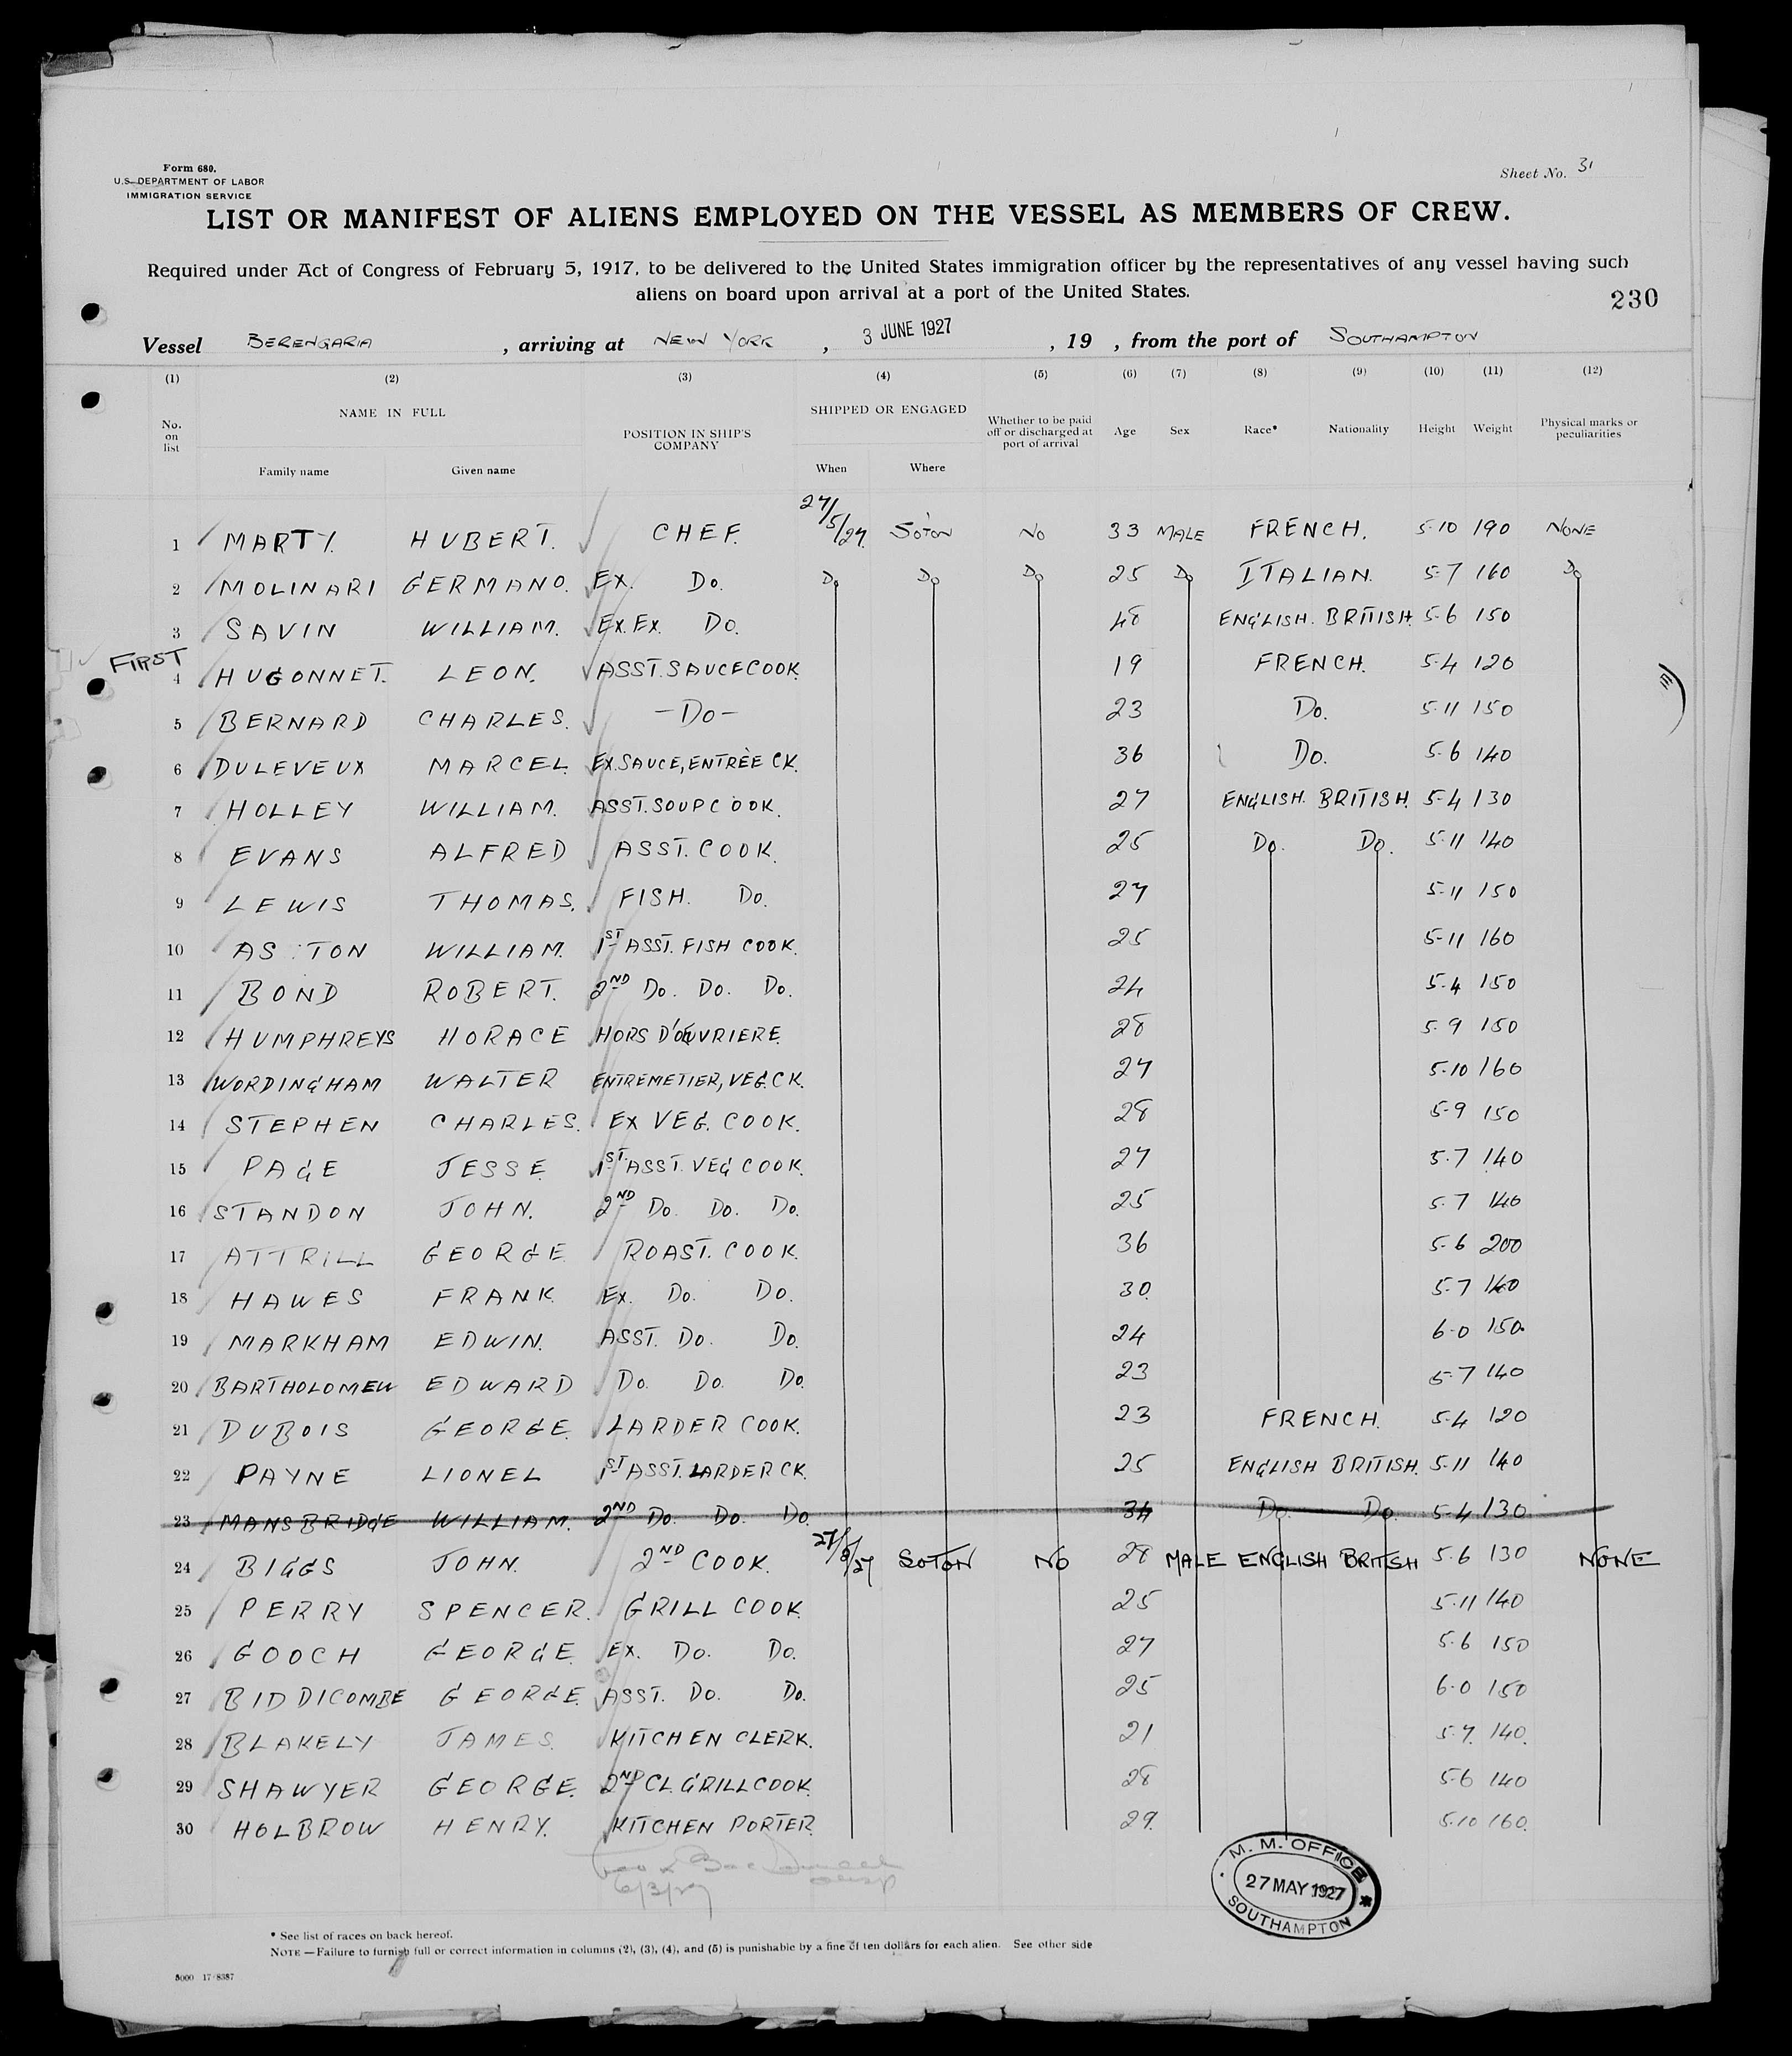 Form 680.
U.S. DEPARTMENT OF LABOR
IMMIGRATION SERVICE
Sheet No. 31
LIST OR MANIFEST OF ALIENS EMPLOYED ON THE VESSEL AS MEMBERS OF CREW.
Required under Act of Congress of February 5, 1917, to be delivered to the United States immigration officer by the representatives of any vessel having such
aliens on board upon arrival at a port of the United States.
230
Vessel BERENGARIA , arriving at NEW YORK , 3 JUNE 1927 , 19 , from the port of SOUTHAMPTON
(1) (2) (3) (4) (5) (6) (7) (8) (9) (10) (11) (12)
No. on list NAME IN FULL POSITION IN SHIP'S COMPANY SHIPPED OR ENGAGED Whether to be paid off or discharged at port of arrival Age Sex Race* Nationality Height Weight Physical marks or peculiarities
Family name Given name When Where
1 MARTY. HUBERT. CHEF. 27/5/27. SOTON NO 33 MALE FRENCH. 5-10 190 NONE
2 MOLINARI GERMANO. EX. DO. DO DO DO 25 DO ITALIAN. 5-7 160 DO
3 SAVIN WILLIAM. EX. EX. DO. 48 ENGLISH. BRITISH. 5-6 150
FIRST
4 HUGONNET. LEON. ASST. SAUCE COOK. 19 FRENCH. 5-4 120
5 BERNARD CHARLES. - DO - 23 DO. 5-11 150
6 DULEVEUX MARCEL. EX. SAUCE, ENTRÈE CK. 36 DO. 5-6 140
7 HOLLEY WILLIAM. ASST. SOUP COOK. 27 ENGLISH. BRITISH. 5-4 130
8 EVANS ALFRED ASST. COOK. 25 DO. DO. 5-11 140
9 LEWIS THOMAS. FISH. DO. 27 5-11 150
10 AS TON WILLIAM. 1ST ASST. FISH COOK. 25 5-11 160
11 BOND ROBERT. 2ND DO. DO. DO. 24 5-4 150
12 HUMPHREYS HORACE HORS D'OEUVRIERE. 28 5-9 150
13 WORDINGHAM WALTER ENTREMETIER, VEG. CK. 27 5-10 160
14 STEPHEN CHARLES. EX VEG. COOK. 28 5-9 150
15 PAGE JESSE. 1ST ASST. VEG COOK. 27 5-7 140
16 STANDON JOHN. 2ND DO. DO. DO. 25 5-7 140
17 ATTRILL GEORGE. ROAST. COOK. 36 5-6 200
18 HAWES FRANK. EX. DO. DO. 30. 5-7 160
19 MARKHAM EDWIN. ASST. DO. DO. 24 6-0 150.
20 BARTHOLOMEW EDWARD DO. DO. DO. 23 5-7 140
21 DUBOIS GEORGE. LARDER COOK. 23 FRENCH. 5-4 120
22 PAYNE LIONEL 1ST ASST. LARDER CK. 25 ENGLISH BRITISH. 5-11 140
23 MANSBRIDGE WILLIAM. 2ND DO. DO. DO. 34 DO. DO. 5-4 130
24 BIGGS JOHN. 2ND COOK. 27/5/27 SOTON NO 28 MALE ENGLISH BRITISH 5-6 130 NONE
25 PERRY SPENCER. GRILL COOK. 25 5-11 140
26 GOOCH GEORGE. EX. DO. DO. 27 5-6 150
27 BIDDICOMBE GEORGE. ASST. DO. DO. 25 6-0 150
28 BLAKELY JAMES. KITCHEN CLERK. 21 5-7. 140.
29 SHAWYER GEORGE. 2ND CL. GRILL COOK. 28 5-6 140
30 HOLBROW HENRY. KITCHEN PORTER. 29. 5-10 160.
M. M. OFFICE
27 MAY 1927
SOUTHAMPTON
* See list of races on back hereof.
NOTE.—Failure to furnish full or correct information in columns (2), (3), (4), and (5) is punishable by a fine of ten dollars for each alien. See other side
5000 17/8387